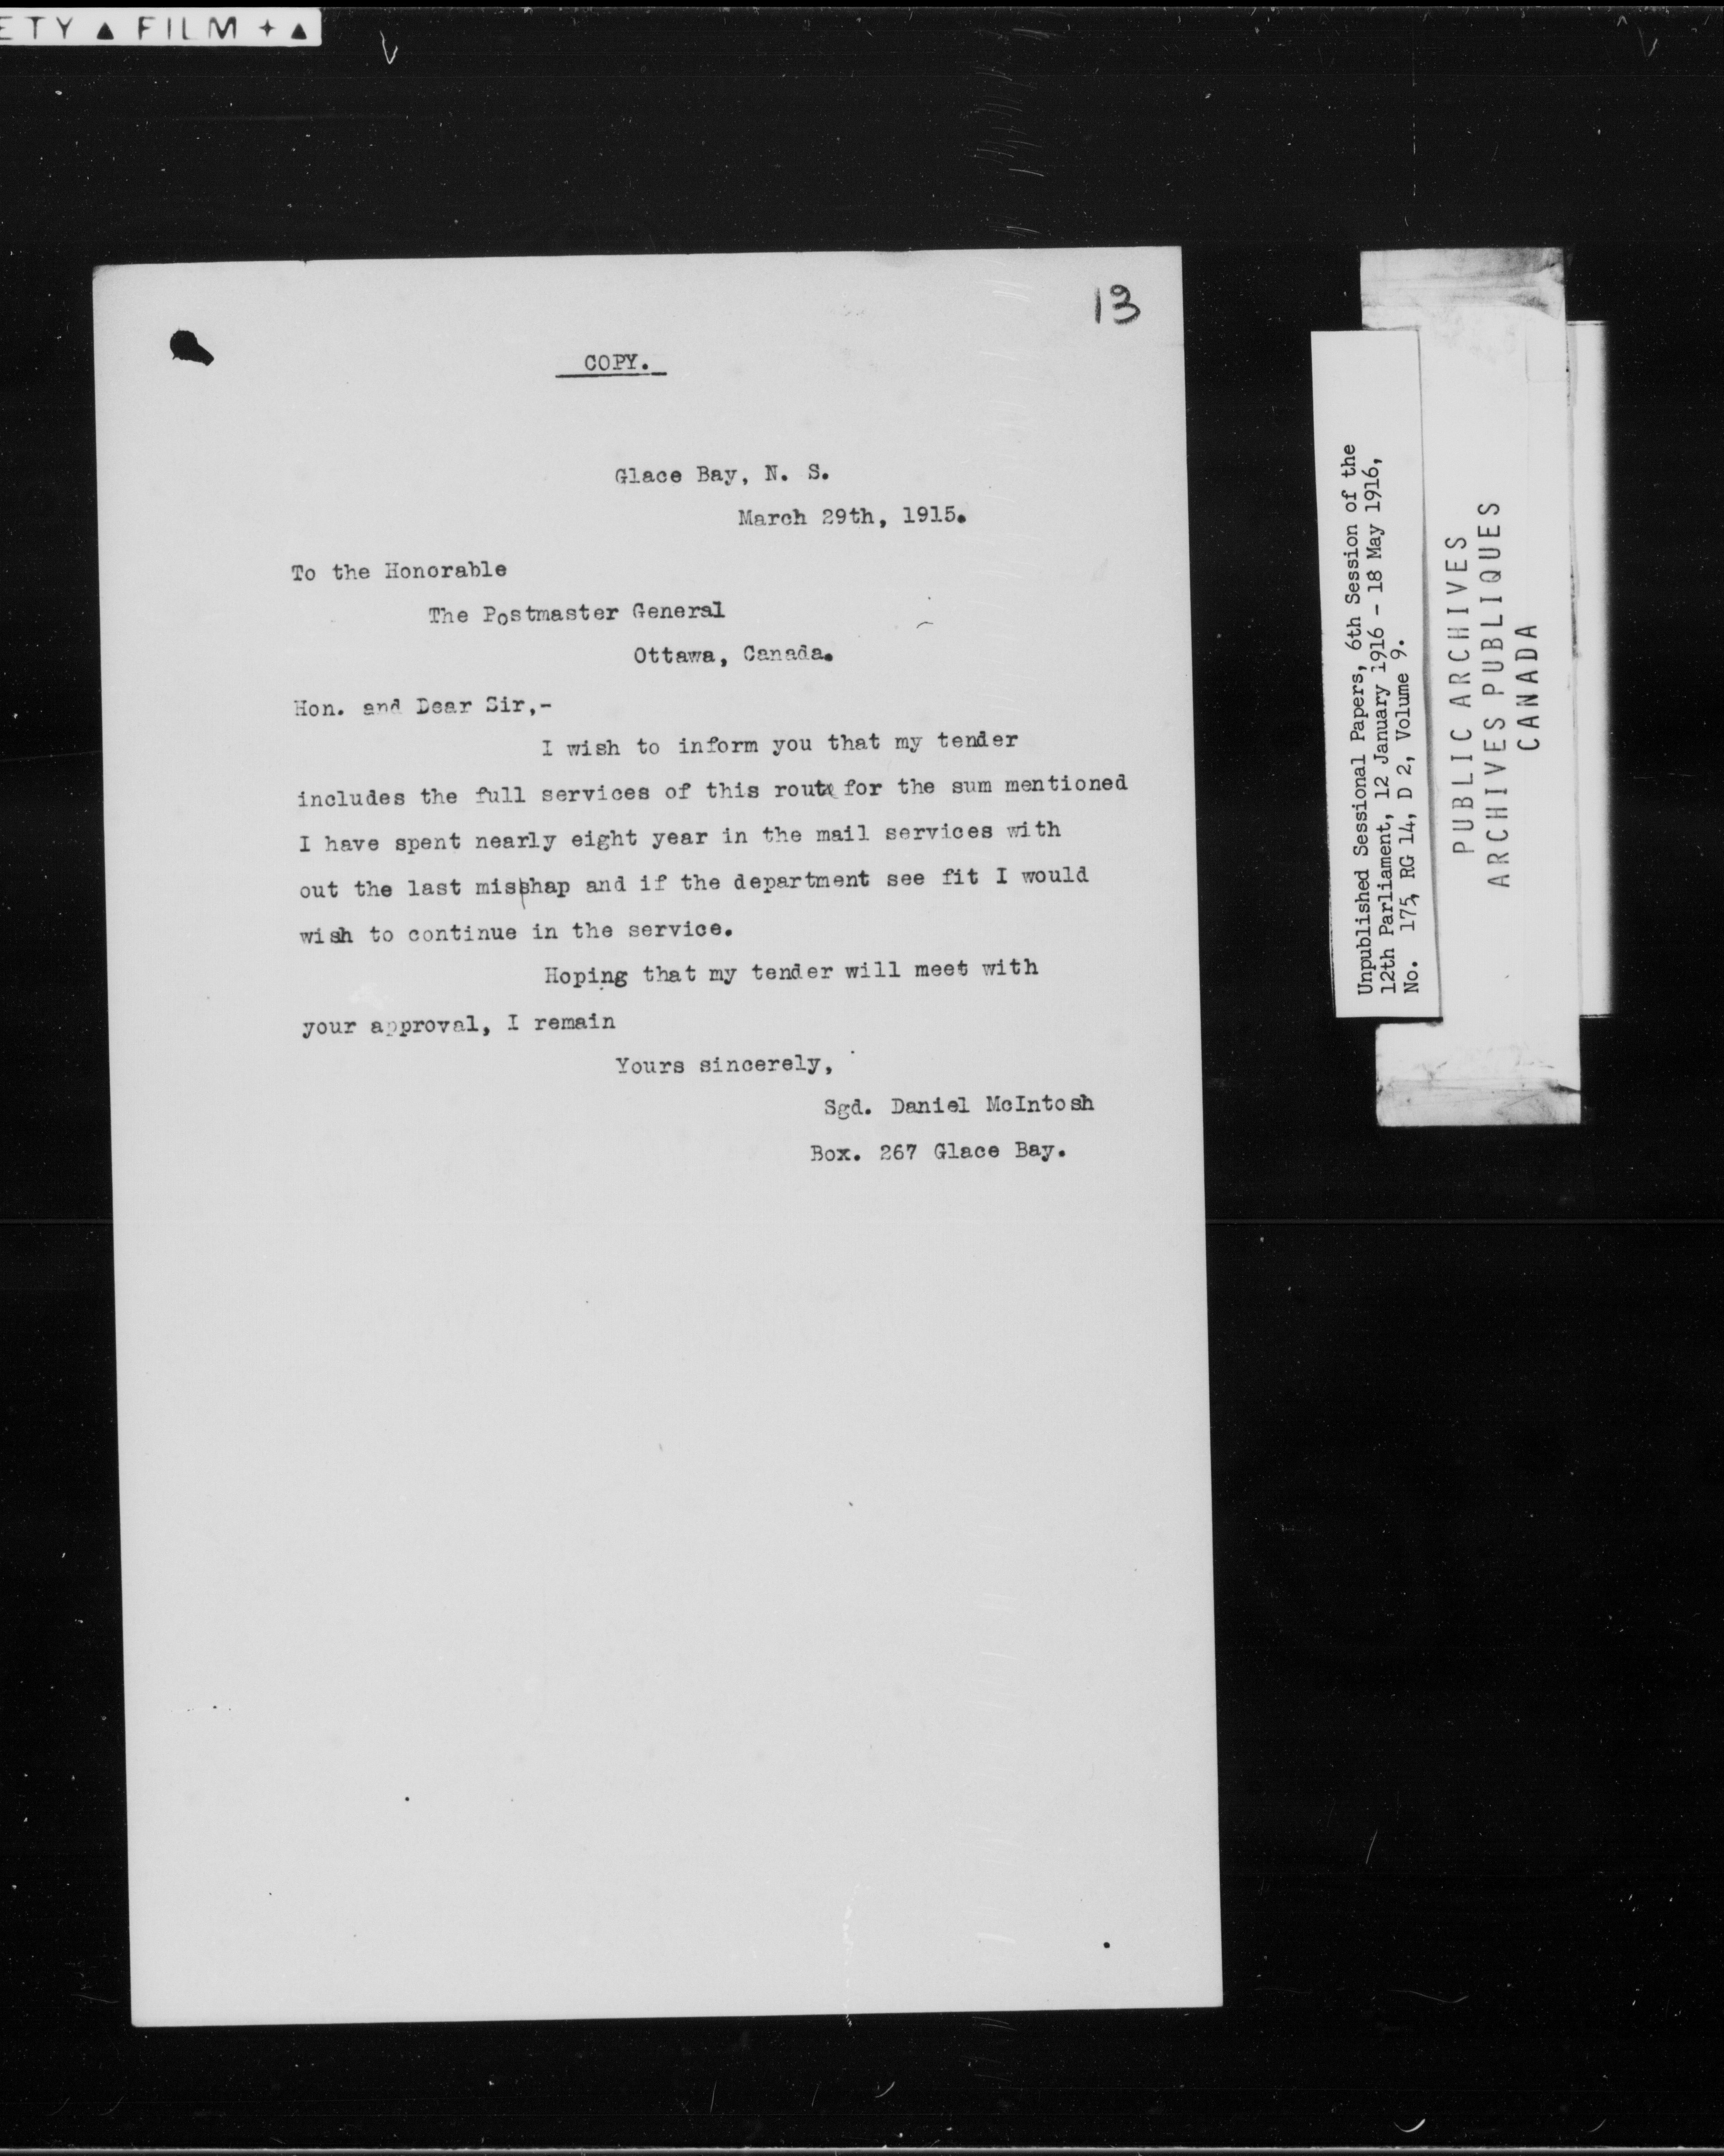 ETY ▲ FILM + ▲
13
COPY.
Glace Bay, N. S.
March 29th, 1915.
To the Honorable
The Postmaster General
Ottawa, Canada.
Hon. and Dear Sir,-
I wish to inform you that my tender
includes the full services of this route for the sum mentioned
I have spent nearly eight year in the mail services with
out the last misshap and if the department see fit I would
wish to continue in the service.
Hoping that my tender will meet with
your approval, I remain
Yours sincerely,
Sgd. Daniel McIntosh
Box. 267 Glace Bay.
Unpublished Sessional Papers, 6th Session of the
12th Parliament, 12 January 1916 - 18 May 1916,
No. 175, RG 14, D 2, Volume 9.
PUBLIC ARCHIVES
ARCHIVES PUBLIQUES
CANADA